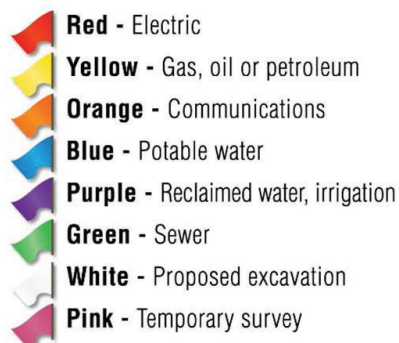 Red - Electric
Yellow - Gas, oil or petroleum
Orange - Communications
Blue - Potable water
Purple - Reclaimed water, irrigation
Green - Sewer
White - Proposed excavation
Pink - Temporary survey